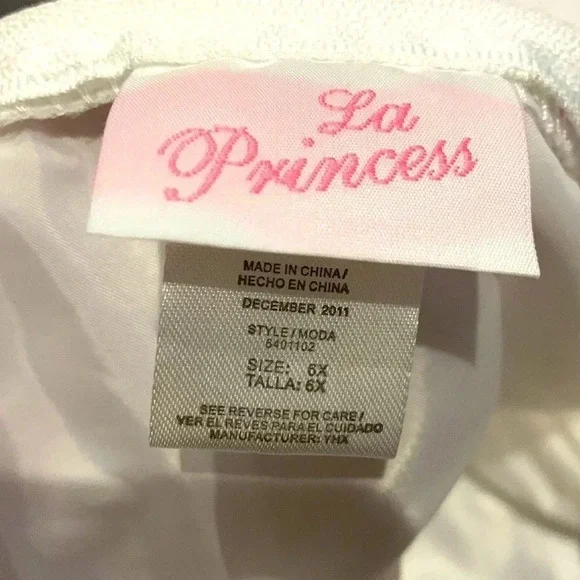 La
Princess
MADE IN CHINA/
HECHO EN CHINA
DECEMBER 2011
STYLE/MODA
6401102
SIZE: 6X
TALLA: 6X
SEE REVERSE FOR CARE/
VER EL REVES PARA EL CUIDADO
MANUFACTURER: YHX